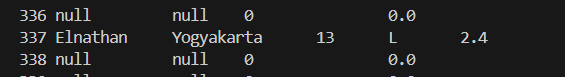 336 null null 0 0.0
337 Elnathan Yogyakarta 13 L 2.4
338 null null 0 0.0